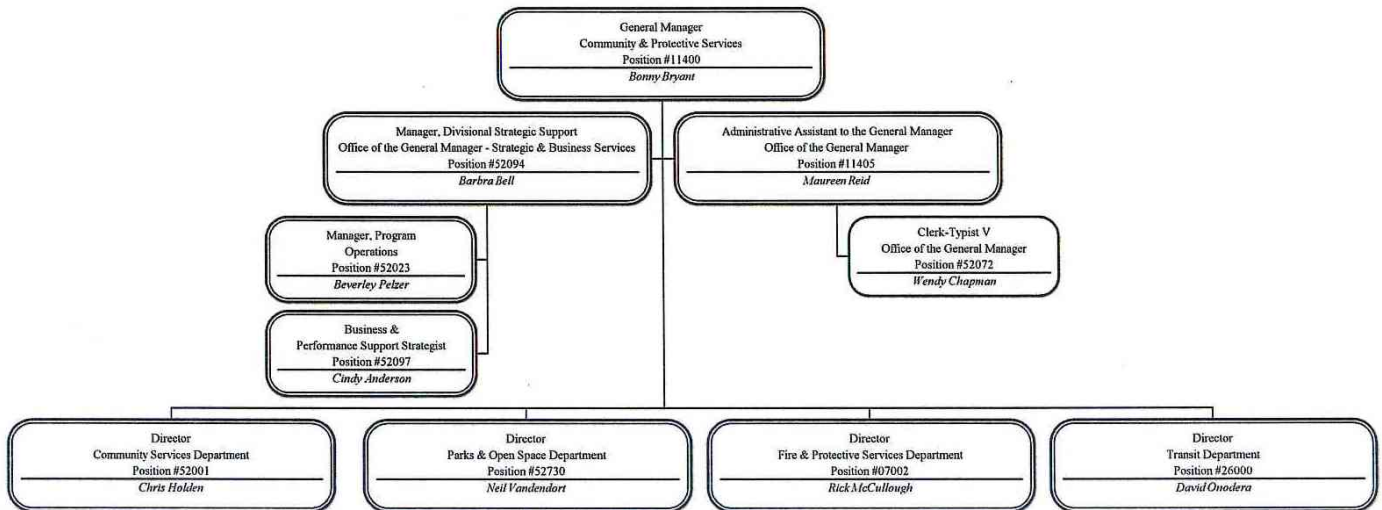 General Manager
Community & Protective Services
Position #11400
Bonny Bryant
Manager, Divisional Strategic Support
Office of the General Manager - Strategic & Business Services
Position #52094
Barbra Bell
Administrative Assistant to the General Manager
Office of the General Manager
Position #11405
Maureen Reid
Manager, Program
Operations
Position #52023
Beverley Pelzer
Clerk-Typist V
Office of the General Manager
Position #52072
Wendy Chapman
Business &
Performance Support Strategist
Position #52097
Cindy Anderson
Director
Community Services Department
Position #52001
Chris Holden
Director
Parks & Open Space Department
Position #52730
Neil Vandendort
Director
Fire & Protective Services Department
Position #07002
Rick McCullough
Director
Transit Department
Position #26000
David Onodera